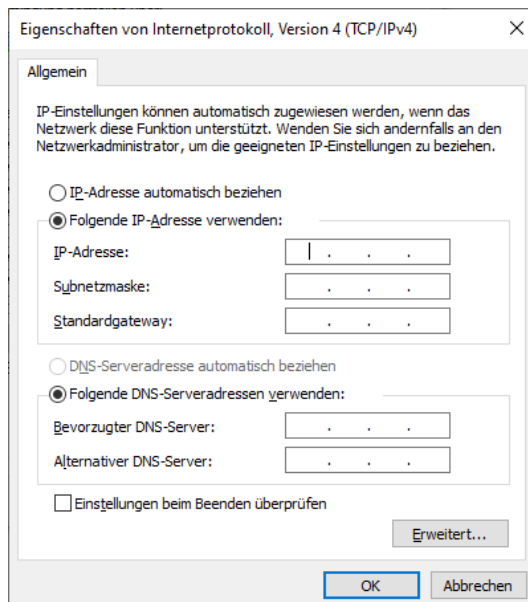 Eigenschaften von Internetprotokoll, Version 4 (TCP/IPv4)
Allgemein
IP-Einstellungen können automatisch zugewiesen werden, wenn das
Netzwerk diese Funktion unterstützt. Wenden Sie sich andernfalls an den
Netzwerkadministrator, um die geeigneten IP-Einstellungen zu beziehen.
IP-Adresse automatisch beziehen
Folgende IP-Adresse verwenden:
IP-Adresse: . . .
Subnetzmaske: . . .
Standardgateway: . . .
DNS-Serveradresse automatisch beziehen
Folgende DNS-Serveradressen verwenden:
Bevorzugter DNS-Server: . . .
Alternativer DNS-Server: . . .
Einstellungen beim Beenden überprüfen
Erweitert...
OK Abbrechen